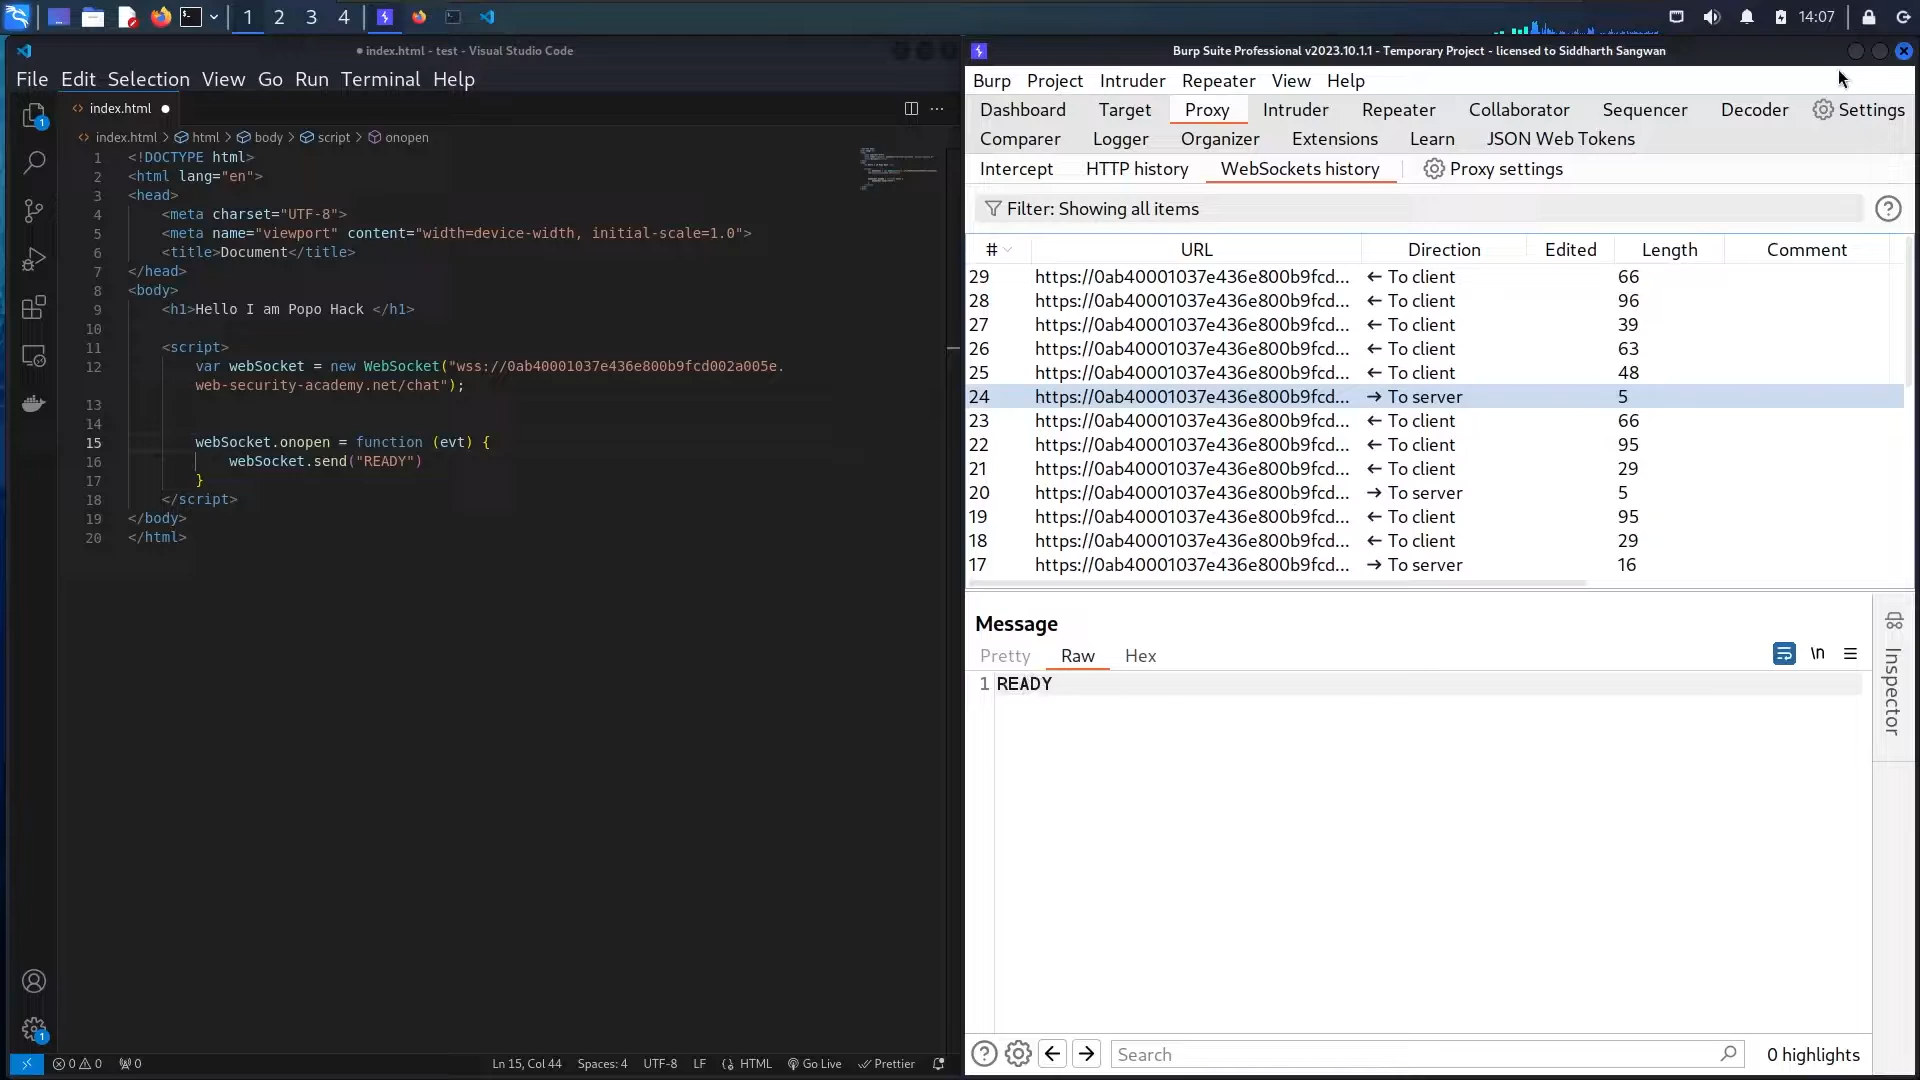 1 2 3 4
14:07
index.html - test - Visual Studio Code
File Edit Selection View Go Run Terminal Help
<> index.html
<> index.html > html > body > script > onopen
1 <!DOCTYPE html>
2 <html lang="en">
3 <head>
4 <meta charset="UTF-8">
5 <meta name="viewport" content="width=device-width, initial-scale=1.0">
6 <title>Document</title>
7 </head>
8 <body>
9 <h1>Hello I am Popo Hack </h1>
10
11 <script>
12 var webSocket = new WebSocket("wss://0ab40001037e436e800b9fcd002a005e.
web-security-academy.net/chat");
13
14
15 webSocket.onopen = function (evt) {
16 webSocket.send("READY")
17 }
18 </script>
19 </body>
20 </html>
1
1
0 0 0
Ln 15, Col 44 Spaces: 4 UTF-8 LF {} HTML Go Live Prettier
Burp Suite Professional v2023.10.1.1 - Temporary Project - licensed to Siddharth Sangwan
Burp Project Intruder Repeater View Help
Dashboard Target Proxy Intruder Repeater Collaborator Sequencer Decoder Settings
Comparer Logger Organizer Extensions Learn JSON Web Tokens
Intercept HTTP history WebSockets history Proxy settings
Filter: Showing all items ?
# URL Direction Edited Length Comment
29 https://0ab40001037e436e800b9fcd... ← To client 66
28 https://0ab40001037e436e800b9fcd... ← To client 96
27 https://0ab40001037e436e800b9fcd... ← To client 39
26 https://0ab40001037e436e800b9fcd... ← To client 63
25 https://0ab40001037e436e800b9fcd... ← To client 48
24 https://0ab40001037e436e800b9fcd... → To server 5
23 https://0ab40001037e436e800b9fcd... ← To client 66
22 https://0ab40001037e436e800b9fcd... ← To client 95
21 https://0ab40001037e436e800b9fcd... ← To client 29
20 https://0ab40001037e436e800b9fcd... → To server 5
19 https://0ab40001037e436e800b9fcd... ← To client 95
18 https://0ab40001037e436e800b9fcd... ← To client 29
17 https://0ab40001037e436e800b9fcd... → To server 16
Message
Pretty Raw Hex \n
1 READY
Inspector
? Search 0 highlights